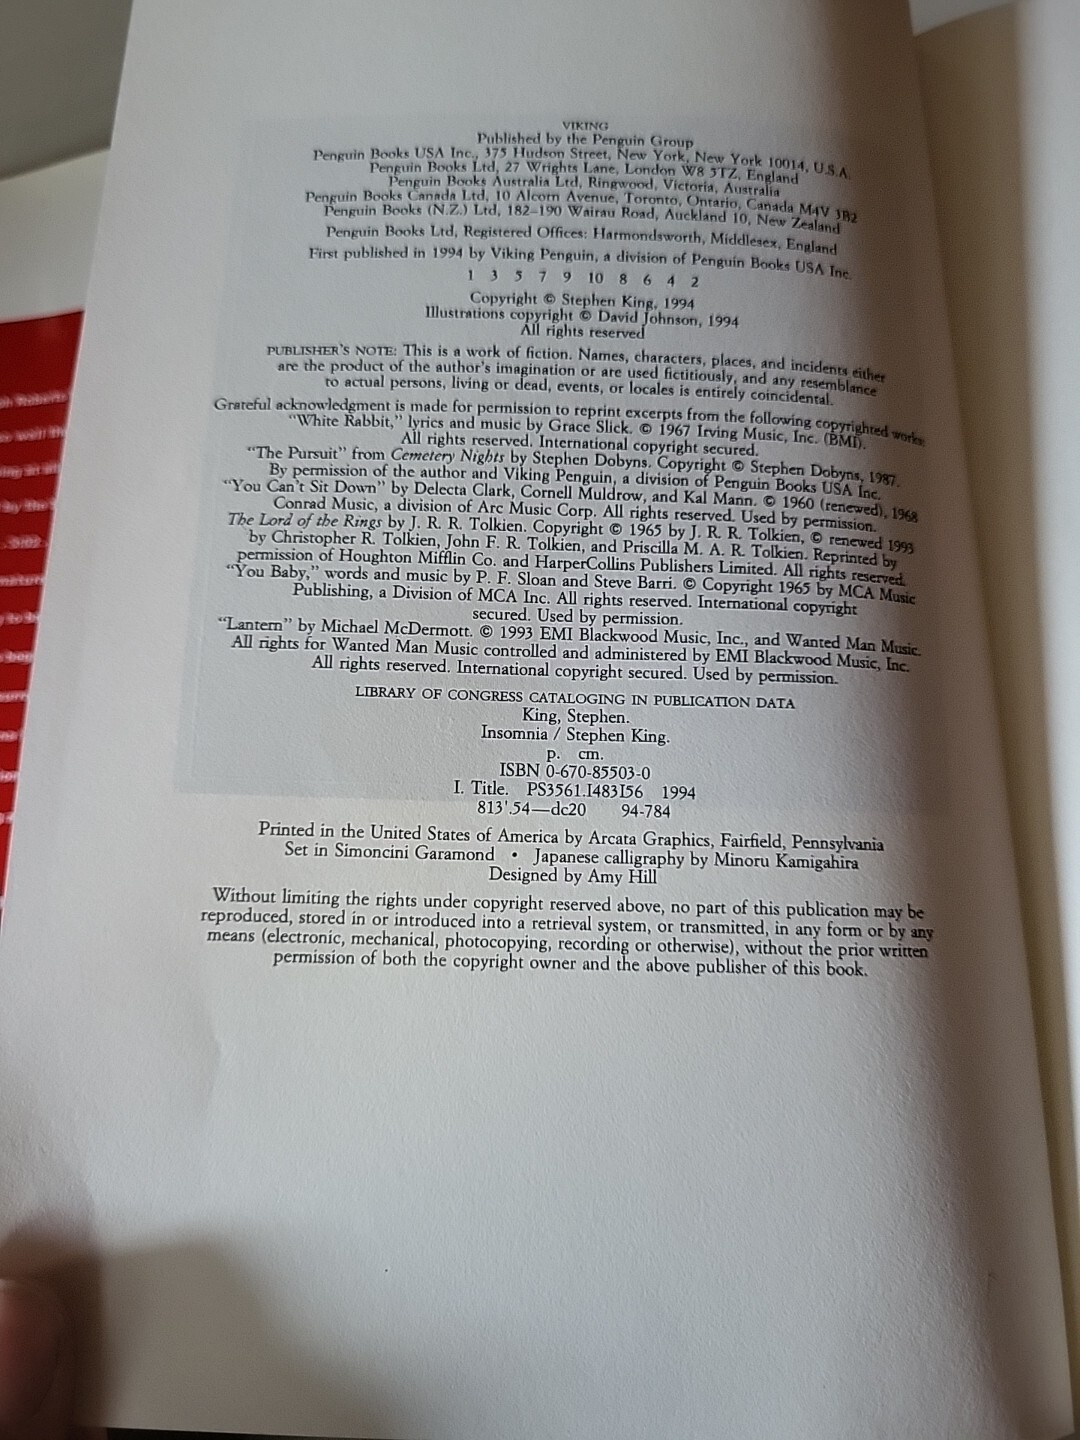 VIKING
Published by the Penguin Group
Penguin Books USA Inc., 375 Hudson Street, New York, New York 10014, U.S.A.
Penguin Books Ltd, 27 Wrights Lane, London W8 5TZ, England
Penguin Books Australia Ltd, Ringwood, Victoria, Australia
Penguin Books Canada Ltd, 10 Alcorn Avenue, Toronto, Ontario, Canada M4V 3B2
Penguin Books (N.Z.) Ltd, 182–190 Wairau Road, Auckland 10, New Zealand
Penguin Books Ltd, Registered Offices: Harmondsworth, Middlesex, England
First published in 1994 by Viking Penguin, a division of Penguin Books USA Inc.
1 3 5 7 9 10 8 6 4 2
Copyright © Stephen King, 1994
Illustrations copyright © David Johnson, 1994
All rights reserved
PUBLISHER'S NOTE: This is a work of fiction. Names, characters, places, and incidents either
are the product of the author's imagination or are used fictitiously, and any resemblance
to actual persons, living or dead, events, or locales is entirely coincidental.
Grateful acknowledgment is made for permission to reprint excerpts from the following copyrighted works:
"White Rabbit," lyrics and music by Grace Slick. © 1967 Irving Music, Inc. (BMI).
All rights reserved. International copyright secured.
"The Pursuit" from Cemetery Nights by Stephen Dobyns. Copyright © Stephen Dobyns, 1987.
By permission of the author and Viking Penguin, a division of Penguin Books USA Inc.
"You Can't Sit Down" by Delecta Clark, Cornell Muldrow, and Kal Mann. © 1960 (renewed), 1968
Conrad Music, a division of Arc Music Corp. All rights reserved. Used by permission.
The Lord of the Rings by J. R. R. Tolkien. Copyright © 1965 by J. R. R. Tolkien, © renewed 1993
by Christopher R. Tolkien, John F. R. Tolkien, and Priscilla M. A. R. Tolkien. Reprinted by
permission of Houghton Mifflin Co. and HarperCollins Publishers Limited. All rights reserved.
"You Baby," words and music by P. F. Sloan and Steve Barri. © Copyright 1965 by MCA Music
Publishing, a Division of MCA Inc. All rights reserved. International copyright
secured. Used by permission.
"Lantern" by Michael McDermott. © 1993 EMI Blackwood Music, Inc., and Wanted Man Music.
All rights for Wanted Man Music controlled and administered by EMI Blackwood Music, Inc.
All rights reserved. International copyright secured. Used by permission.
LIBRARY OF CONGRESS CATALOGING IN PUBLICATION DATA
King, Stephen.
Insomnia / Stephen King.
p. cm.
ISBN 0-670-85503-0
I. Title. PS3561.I483I56 1994
813'.54—dc20 94-784
Printed in the United States of America by Arcata Graphics, Fairfield, Pennsylvania
Set in Simoncini Garamond • Japanese calligraphy by Minoru Kamigahira
Designed by Amy Hill
Without limiting the rights under copyright reserved above, no part of this publication may be
reproduced, stored in or introduced into a retrieval system, or transmitted, in any form or by any
means (electronic, mechanical, photocopying, recording or otherwise), without the prior written
permission of both the copyright owner and the above publisher of this book.